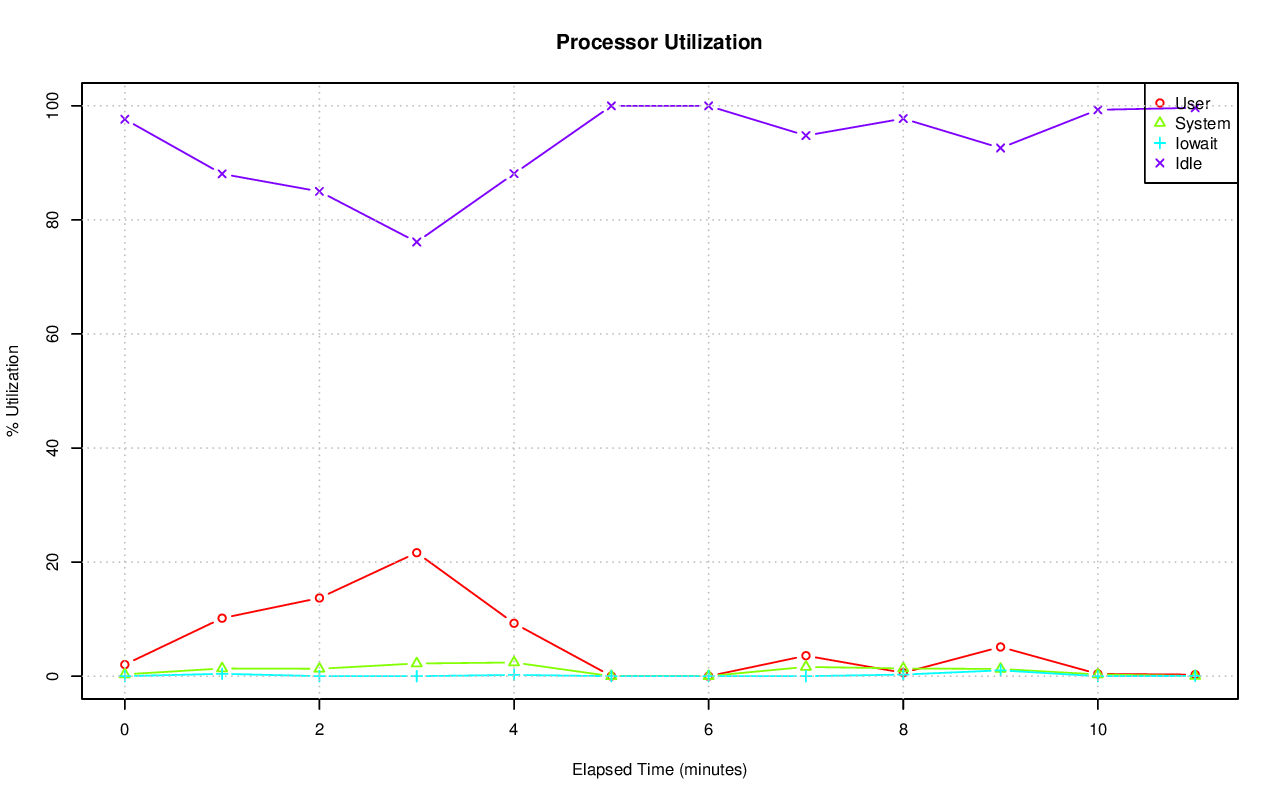 Processor Utilization
100
80
60
40
20
0
% Utilization
User
System
Iowait
Idle
0 2 4 6 8 10
Elapsed Time (minutes)